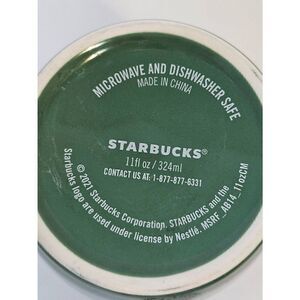 MICROWAVE AND DISHWASHER SAFE
MADE IN CHINA
STARBUCKS®
11fl oz / 324ml
CONTACT US AT: 1-877-877-6331
© 2021 Starbucks Corporation. STARBUCKS and the
Starbucks logo are used under license by Nestlé. MSRF_AB14_11ozCM